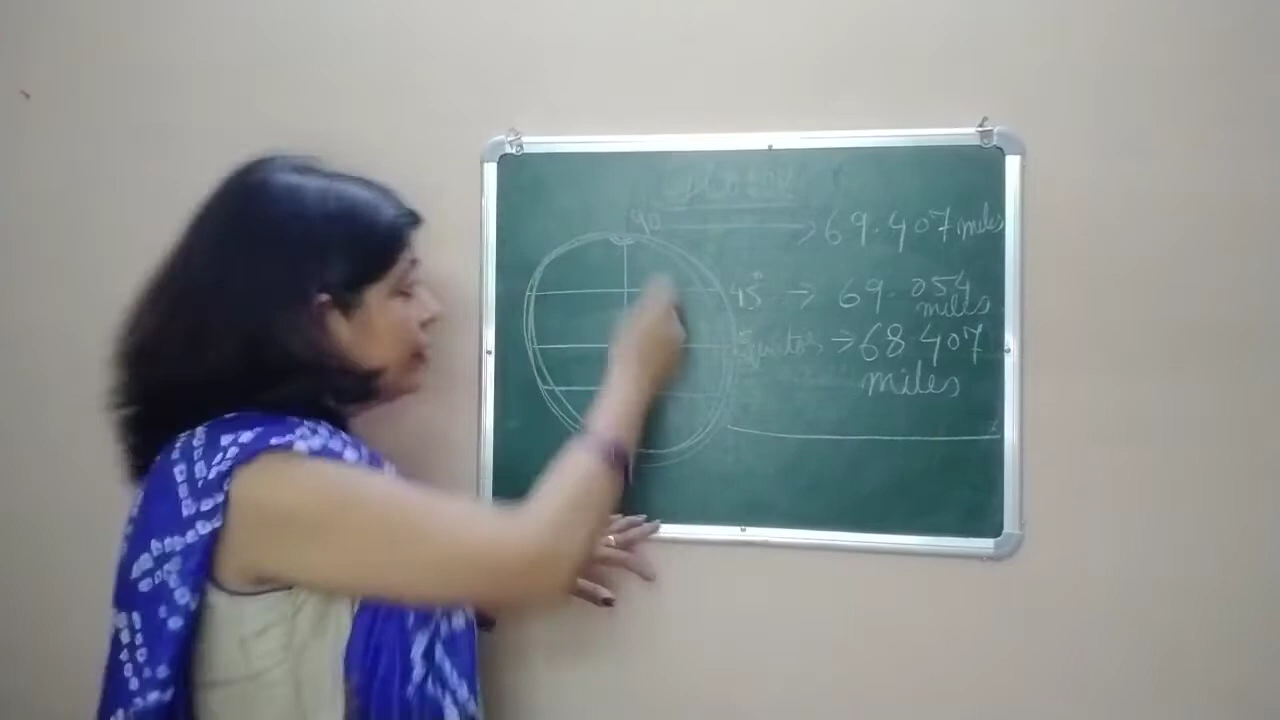 90 → 69.407 miles
45° → 69.054 miles
Equator → 68.407
miles